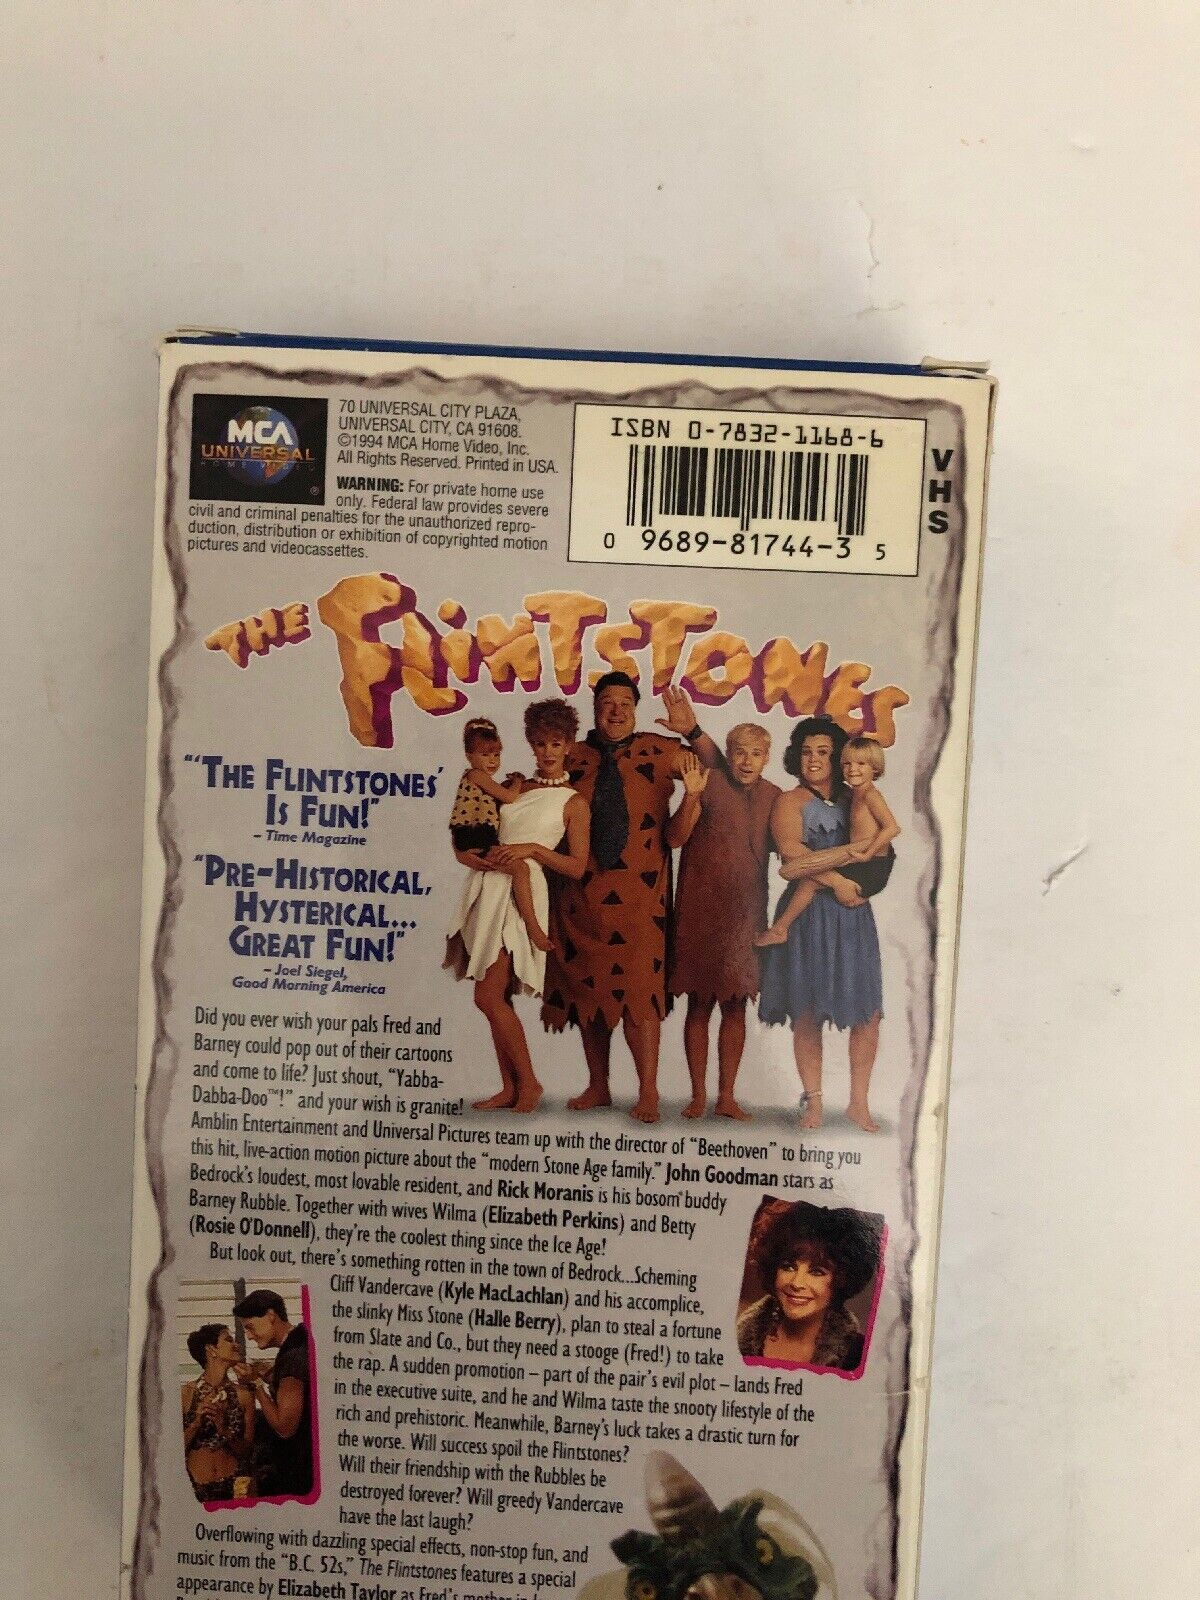 MCA
UNIVERSAL
HOME VIDEO
®
70 UNIVERSAL CITY PLAZA,
UNIVERSAL CITY, CA 91608.
©1994 MCA Home Video, Inc.
All Rights Reserved. Printed in USA.
WARNING: For private home use
only. Federal law provides severe
civil and criminal penalties for the unauthorized repro-
duction, distribution or exhibition of copyrighted motion
pictures and videocassettes.
ISBN 0-7832-1168-6
0 9689-81744-3 5
VHS
THE FLINTSTONES
"'THE FLINTSTONES'
IS FUN!"
– Time Magazine
"PRE-HISTORICAL,
HYSTERICAL...
GREAT FUN!"
– Joel Siegel,
Good Morning America
Did you ever wish your pals Fred and
Barney could pop out of their cartoons
and come to life? Just shout, "Yabba-
Dabba-Doo™!" and your wish is granite!
Amblin Entertainment and Universal Pictures team up with the director of "Beethoven" to bring you
this hit, live-action motion picture about the "modern Stone Age family." John Goodman stars as
Bedrock's loudest, most lovable resident, and Rick Moranis is his bosom buddy
Barney Rubble. Together with wives Wilma (Elizabeth Perkins) and Betty
(Rosie O'Donnell), they're the coolest thing since the Ice Age!
But look out, there's something rotten in the town of Bedrock...Scheming
Cliff Vandercave (Kyle MacLachlan) and his accomplice,
the slinky Miss Stone (Halle Berry), plan to steal a fortune
from Slate and Co., but they need a stooge (Fred!) to take
the rap. A sudden promotion – part of the pair's evil plot – lands Fred
in the executive suite, and he and Wilma taste the snooty lifestyle of the
rich and prehistoric. Meanwhile, Barney's luck takes a drastic turn for
the worse. Will success spoil the Flintstones?
Will their friendship with the Rubbles be
destroyed forever? Will greedy Vandercave
have the last laugh?
Overflowing with dazzling special effects, non-stop fun, and
music from the "B.C. 52s," The Flintstones features a special
appearance by Elizabeth Taylor as Fred's